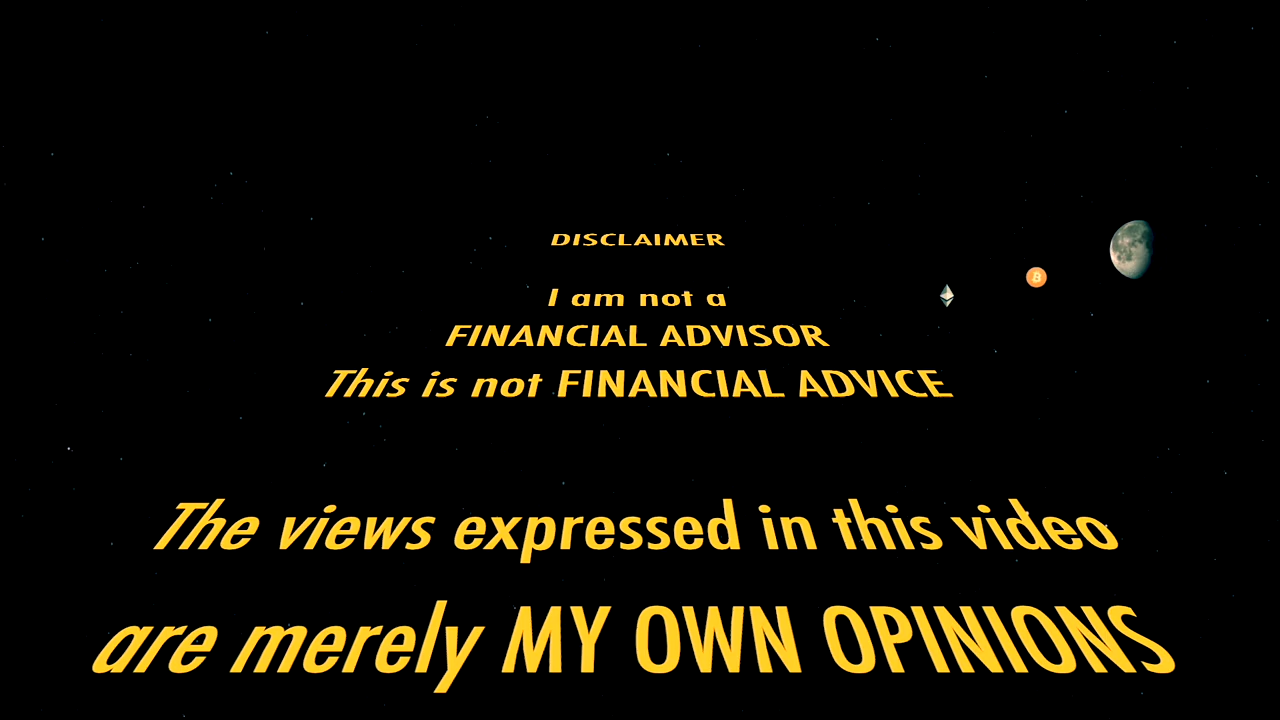 DISCLAIMER
I am not a
FINANCIAL ADVISOR
This is not FINANCIAL ADVICE
The views expressed in this video
are merely MY OWN OPINIONS